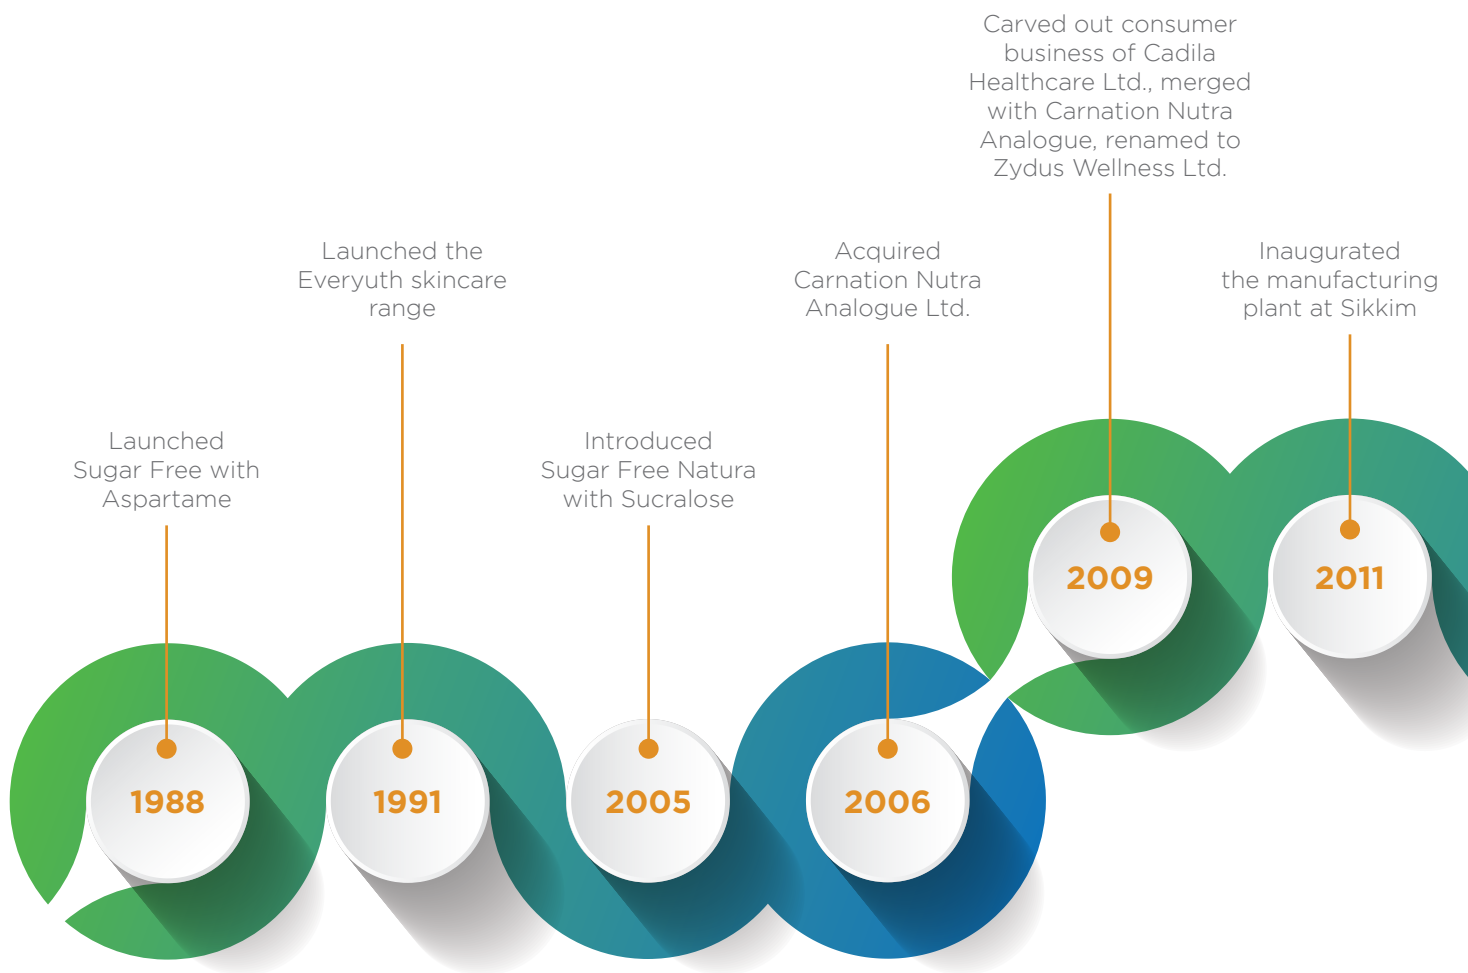 Launched
Sugar Free with
Aspartame
1988
Launched the
Everyuth skincare
range
1991
Introduced
Sugar Free Natura
with Sucralose
2005
Acquired
Carnation Nutra
Analogue Ltd.
2006
Carved out consumer
business of Cadila
Healthcare Ltd., merged
with Carnation Nutra
Analogue, renamed to
Zydus Wellness Ltd.
2009
Inaugurated
the manufacturing
plant at Sikkim
2011